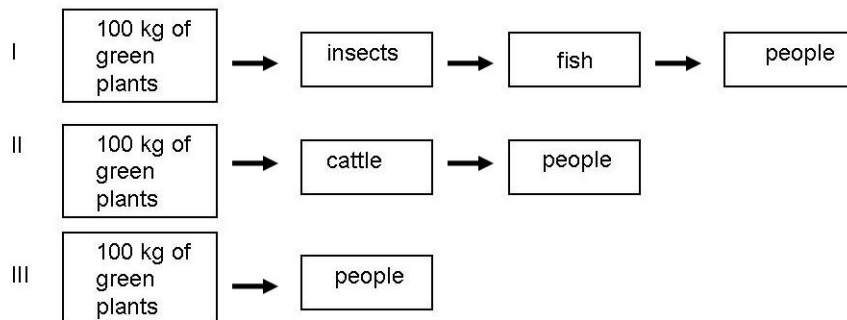 I
100 kg of
green
plants
insects
fish
people
II
100 kg of
green
plants
cattle
people
III
100 kg of
green
plants
people